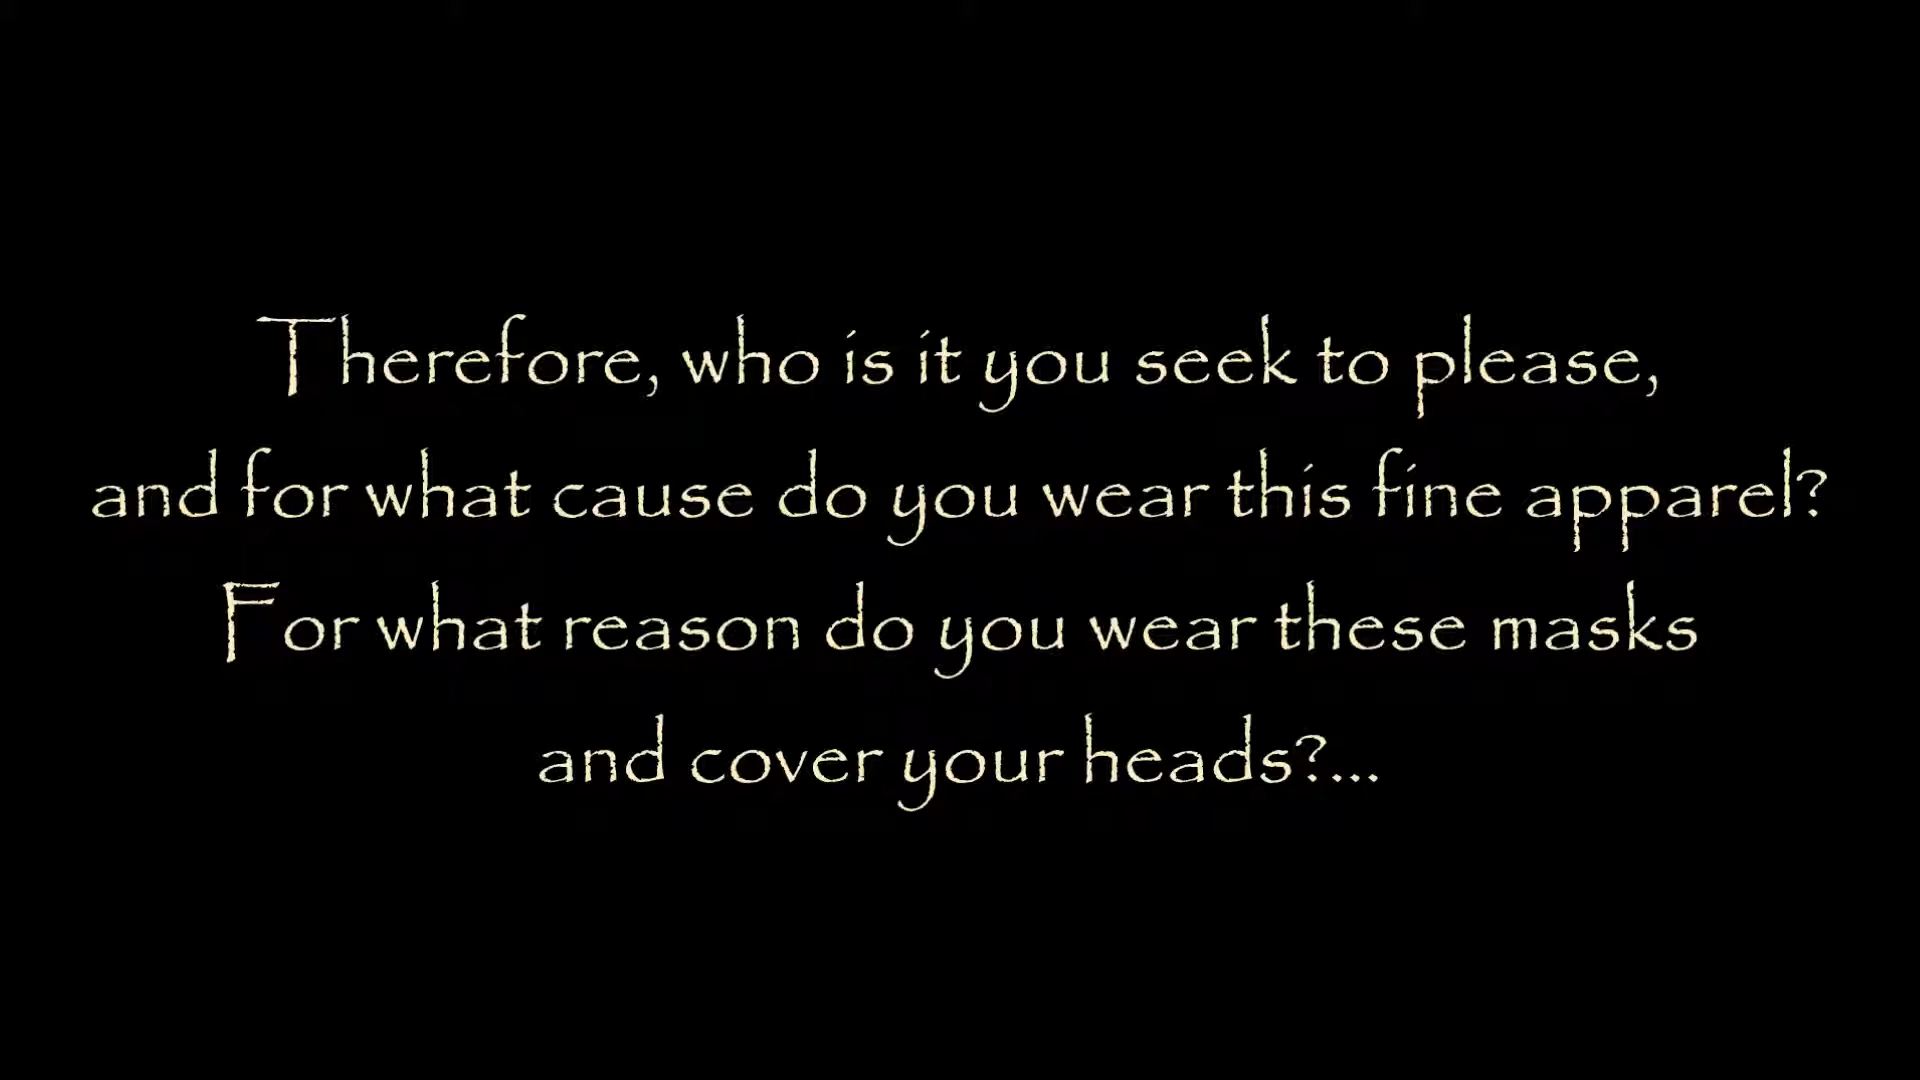 Therefore, who is it you seek to please,
and for what cause do you wear this fine apparel?
For what reason do you wear these masks
and cover your heads?...